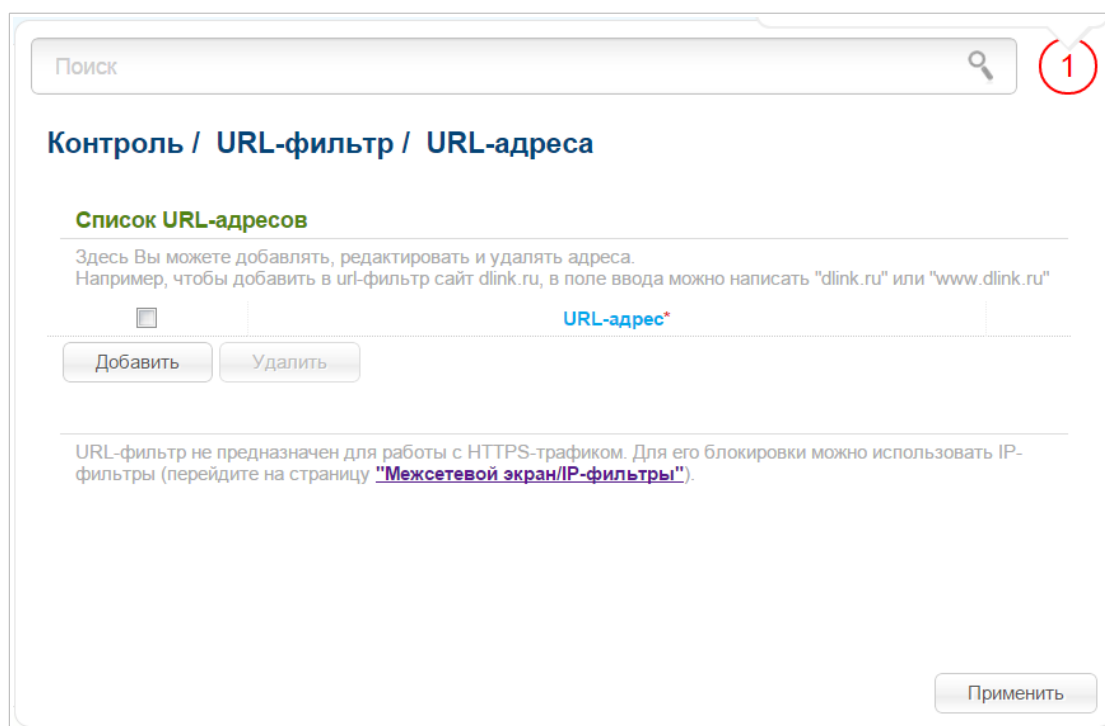 Поиск
1
Контроль / URL-фильтр / URL-адреса
Список URL-адресов
Здесь Вы можете добавлять, редактировать и удалять адреса.
Например, чтобы добавить в url-фильтр сайт dlink.ru, в поле ввода можно написать "dlink.ru" или "www.dlink.ru"
URL-адрес*
Добавить Удалить
URL-фильтр не предназначен для работы с HTTPS-трафиком. Для его блокировки можно использовать IP-
фильтры (перейдите на страницу "Межсетевой экран/IP-фильтры").
Применить